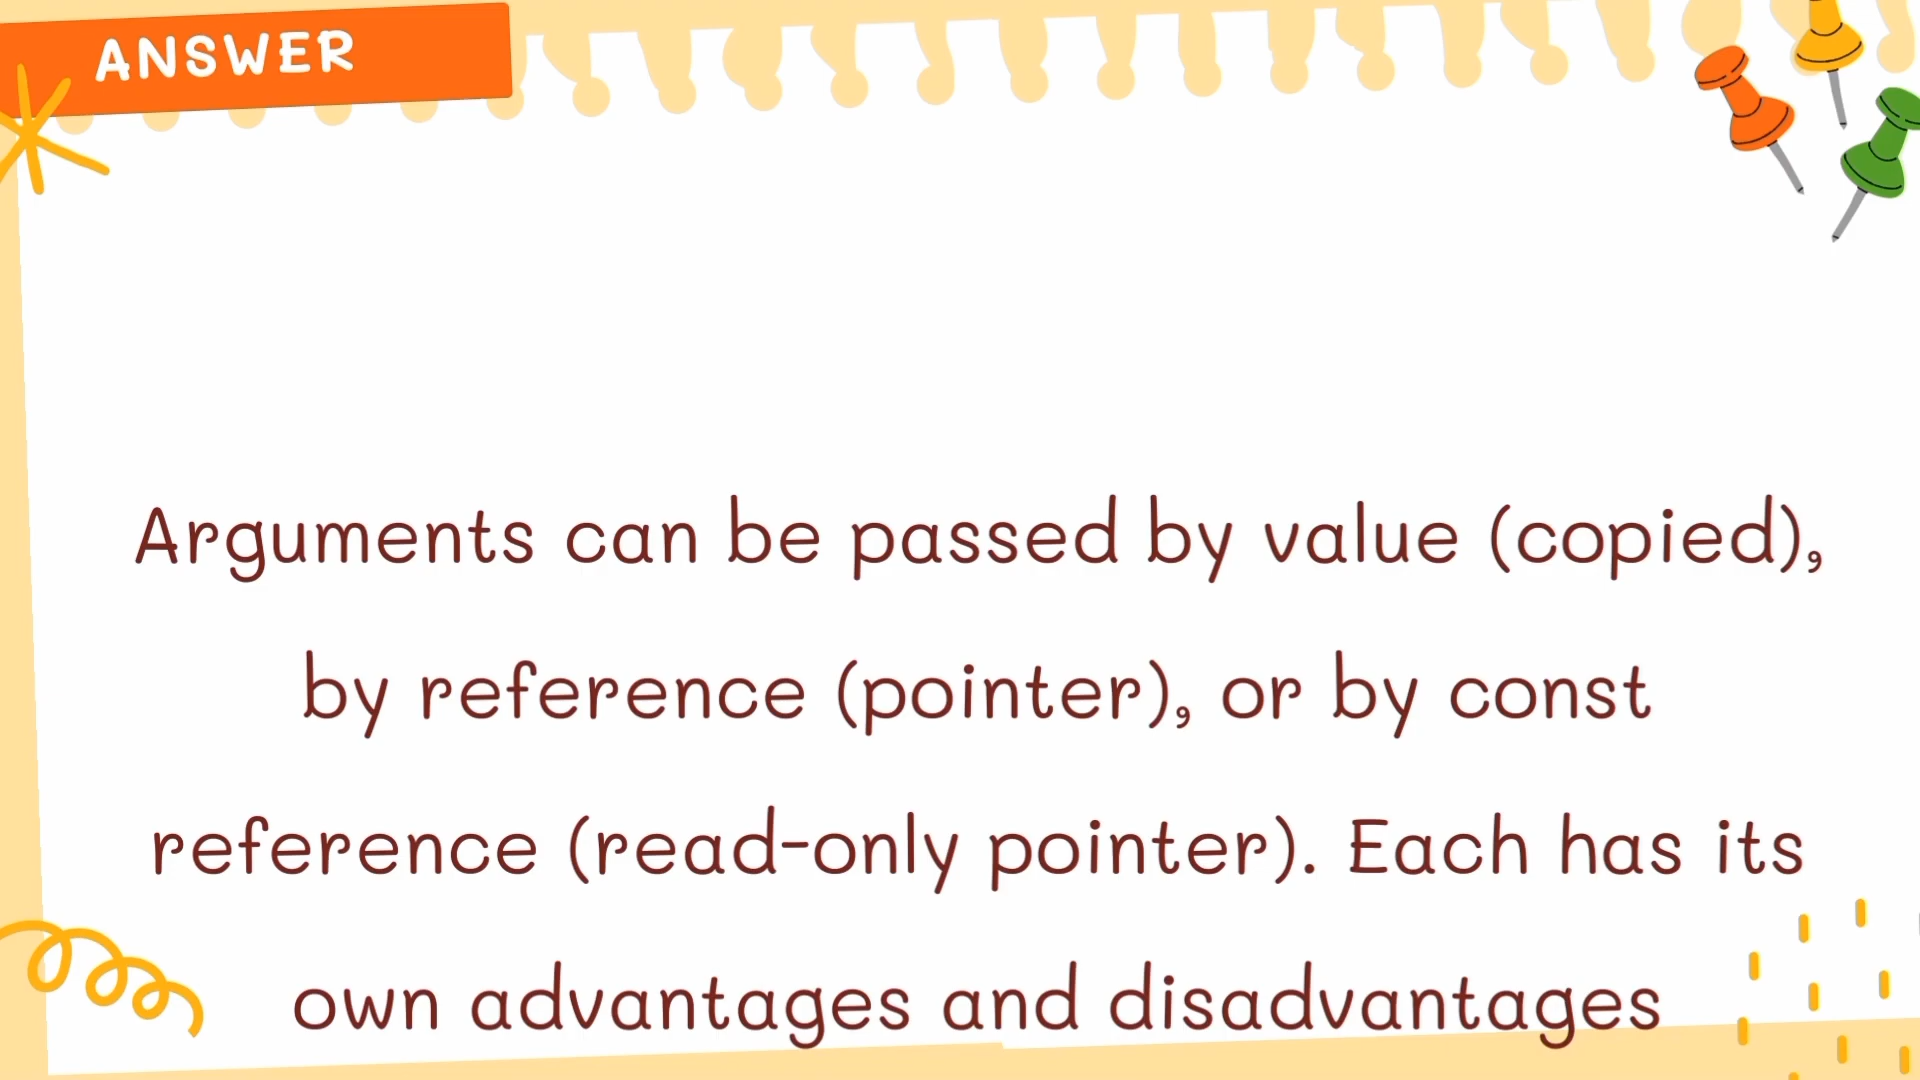 ANSWER
Arguments can be passed by value (copied),
by reference (pointer), or by const
reference (read-only pointer). Each has its
own advantages and disadvantages